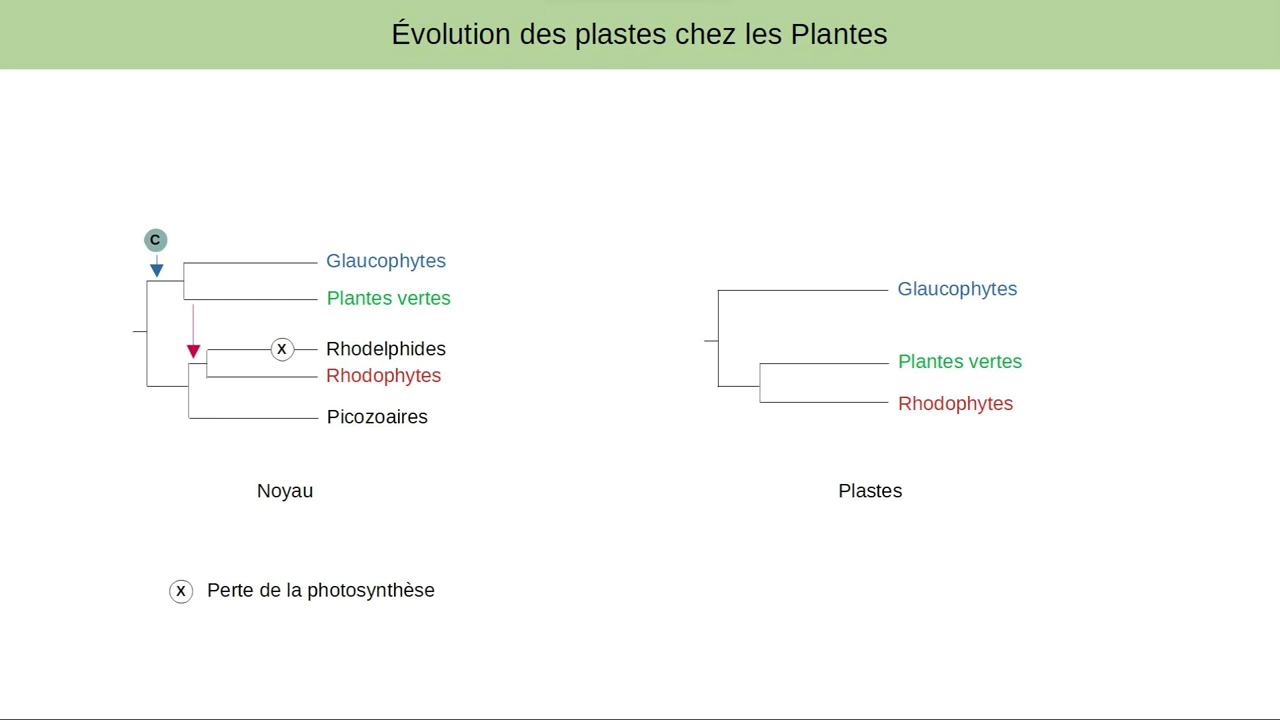 Évolution des plastes chez les Plantes
C
Glaucophytes
Plantes vertes
X
Rhodelphides
Rhodophytes
Picozoaires
Noyau
Glaucophytes
Plantes vertes
Rhodophytes
Plastes
X Perte de la photosynthèse